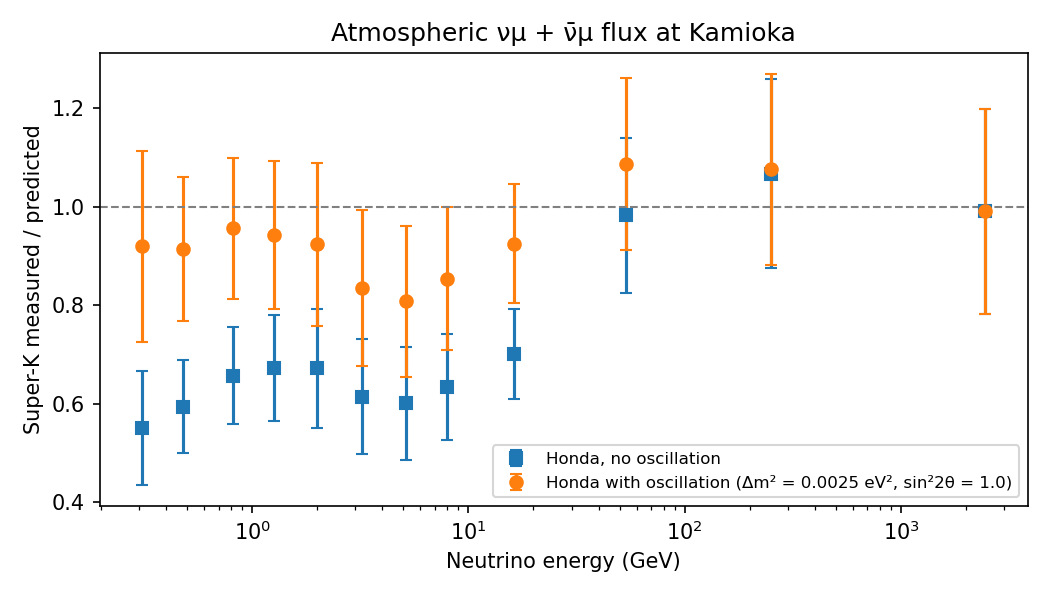 Atmospheric νμ + ν̄μ flux at Kamioka
Super-K measured / predicted
1.2
1.0
0.8
0.6
0.4
Honda, no oscillation
Honda with oscillation (Δm² = 0.0025 eV², sin²2θ = 1.0)
10⁰
10¹
10²
10³
Neutrino energy (GeV)